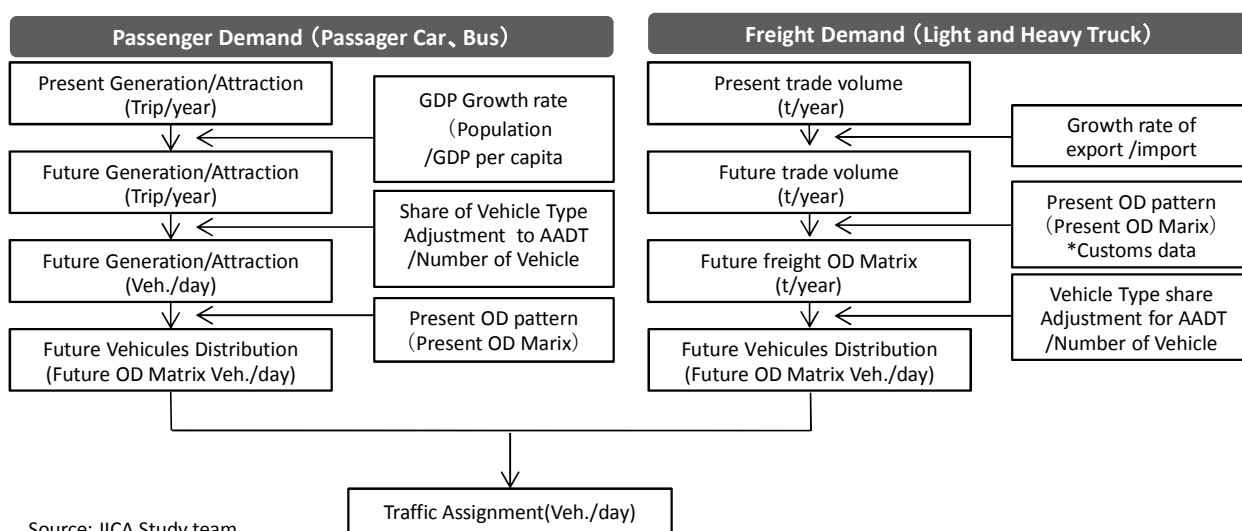 Passenger Demand（Passager Car、Bus）
Present Generation/Attraction
(Trip/year)
GDP Growth rate
（Population
/GDP per capita
Future Generation/Attraction
(Trip/year)
Share of Vehicle Type
Adjustment to AADT
/Number of Vehicle
Future Generation/Attraction
(Veh./day)
Present OD pattern
（Present OD Marix）
Future Vehicules Distribution
(Future OD Matrix Veh./day)
Freight Demand（Light and Heavy Truck）
Present trade volume
(t/year)
Growth rate of
export /import
Future trade volume
(t/year)
Present OD pattern
（Present OD Marix）
*Customs data
Future freight OD Matrix
(t/year)
Vehicle Type share
Adjustment for AADT
/Number of Vehicle
Future Vehicules Distribution
(Future OD Matrix Veh./day)
Traffic Assignment(Veh./day)
Source: JICA Study team